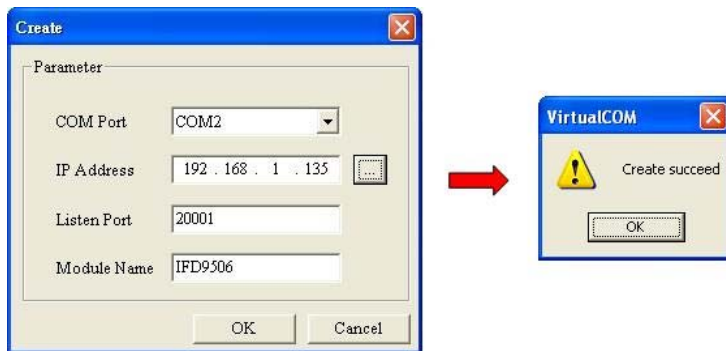 Create
Parameter
COM Port COM2
IP Address 192 . 168 . 1 . 135 ...
Listen Port 20001
Module Name IFD9506
OK Cancel
VirtualCOM
Create succeed
OK